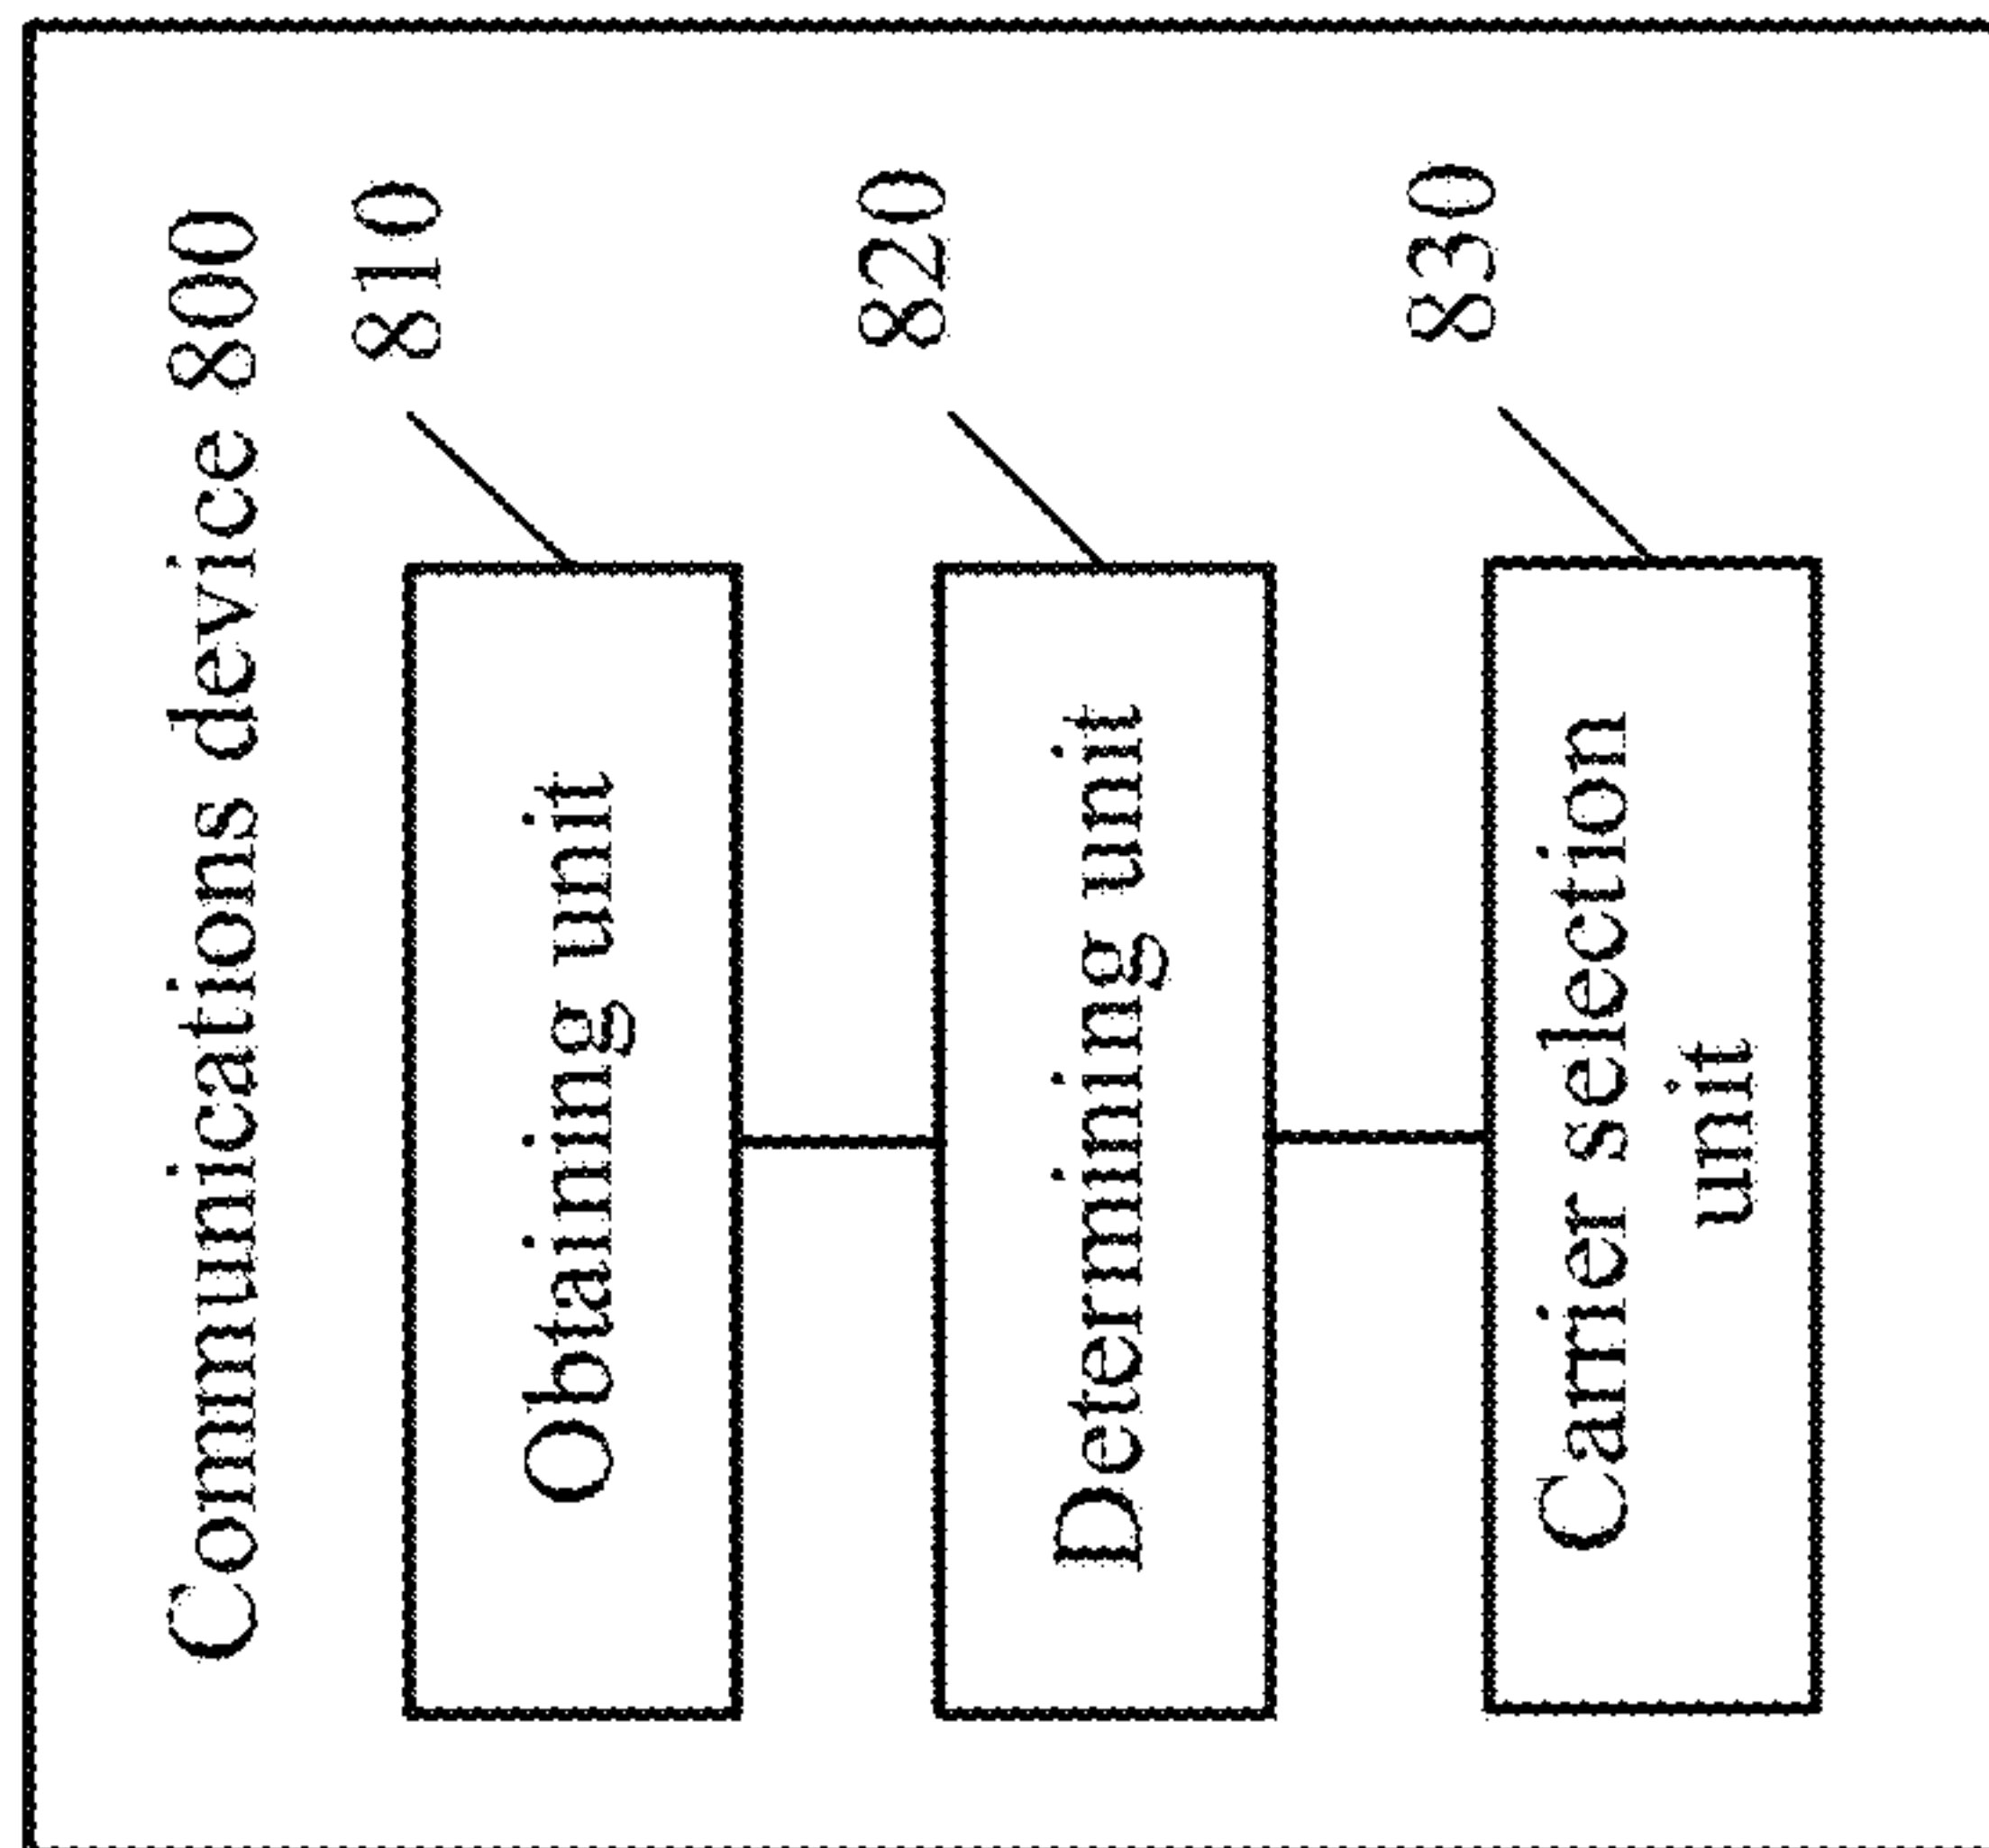 Communications device 800
810
Obtaining unit
820
Determining unit
830
Carrier selection
unit